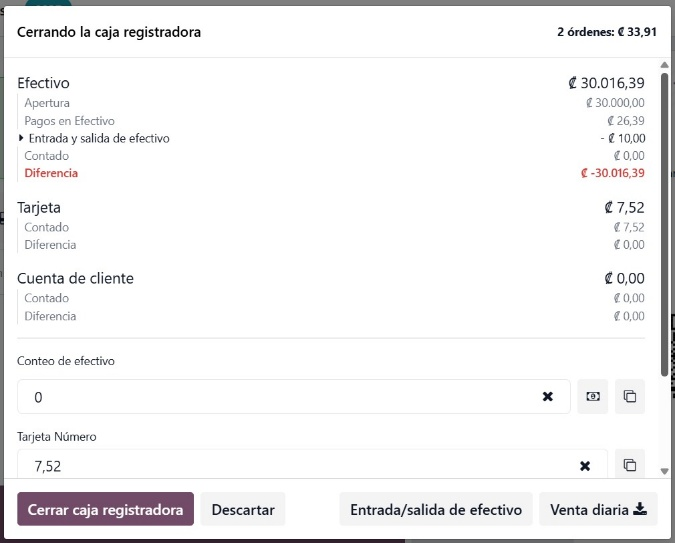 Cerrando la caja registradora 2 órdenes: ₡ 33,91
Efectivo ₡ 30.016,39
Apertura ₡ 30.000,00
Pagos en Efectivo ₡ 26,39
Entrada y salida de efectivo - ₡ 10,00
Contado ₡ 0,00
Diferencia ₡ -30.016,39
Tarjeta ₡ 7,52
Contado ₡ 7,52
Diferencia ₡ 0,00
Cuenta de cliente ₡ 0,00
Contado ₡ 0,00
Diferencia ₡ 0,00
Conteo de efectivo
0
Tarjeta Número
7,52
Cerrar caja registradora Descartar Entrada/salida de efectivo Venta diaria